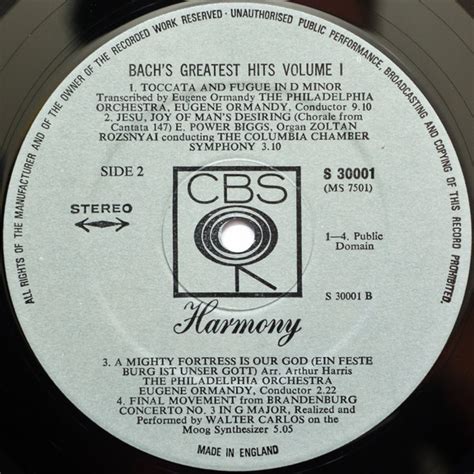 ALL RIGHTS OF THE MANUFACTURER AND OF THE OWNER OF THE RECORDED WORK RESERVED - UNAUTHORISED PUBLIC PERFORMANCE, BROADCASTING AND COPYING OF THIS RECORD PROHIBITED.
BACH'S GREATEST HITS VOLUME I
1. TOCCATA AND FUGUE IN D MINOR
Transcribed by Eugene Ormandy THE PHILADELPHIA
ORCHESTRA, EUGENE ORMANDY, Conductor 9.10
2. JESU, JOY OF MAN'S DESIRING (Chorale from
Cantata 147) E. POWER BIGGS, Organ ZOLTAN
ROZSNYAI conducting THE COLUMBIA CHAMBER
SYMPHONY 3.10
SIDE 2
S 30001
(MS 7501)
CBS
STEREO
1—4. Public
Domain
S 30001 B
Harmony
3. A MIGHTY FORTRESS IS OUR GOD (EIN FESTE
BURG IST UNSER GOTT) Arr. Arthur Harris
THE PHILADELPHIA ORCHESTRA
EUGENE ORMANDY, Conductor 2.22
4. FINAL MOVEMENT from BRANDENBURG
CONCERTO NO. 3 IN G MAJOR, Realized and
Performed by WALTER CARLOS on
the Moog Synthesizer 5.05
MADE IN ENGLAND